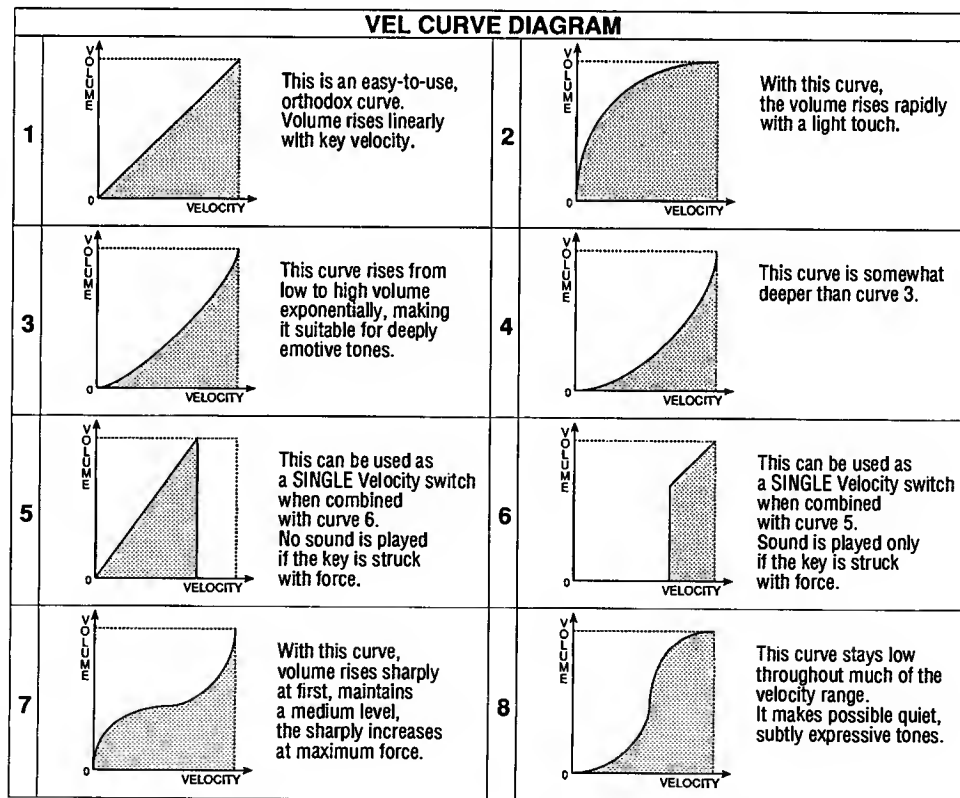 VEL CURVE DIAGRAM
1
VOLUME
0
VELOCITY
This is an easy-to-use,
orthodox curve.
Volume rises linearly
with key velocity.
2
VOLUME
0
VELOCITY
With this curve,
the volume rises rapidly
with a light touch.
3
VOLUME
0
VELOCITY
This curve rises from
low to high volume
exponentially, making
it suitable for deeply
emotive tones.
4
VOLUME
0
VELOCITY
This curve is somewhat
deeper than curve 3.
5
VOLUME
0
VELOCITY
This can be used as
a SINGLE Velocity switch
when combined
with curve 6.
No sound is played
if the key is struck
with force.
6
VOLUME
0
VELOCITY
This can be used as
a SINGLE Velocity switch
when combined
with curve 5.
Sound is played only
if the key is struck
with force.
7
VOLUME
0
VELOCITY
With this curve,
volume rises sharply
at first, maintains
a medium level,
the sharply increases
at maximum force.
8
VOLUME
0
VELOCITY
This curve stays low
throughout much of the
velocity range.
It makes possible quiet,
subtly expressive tones.